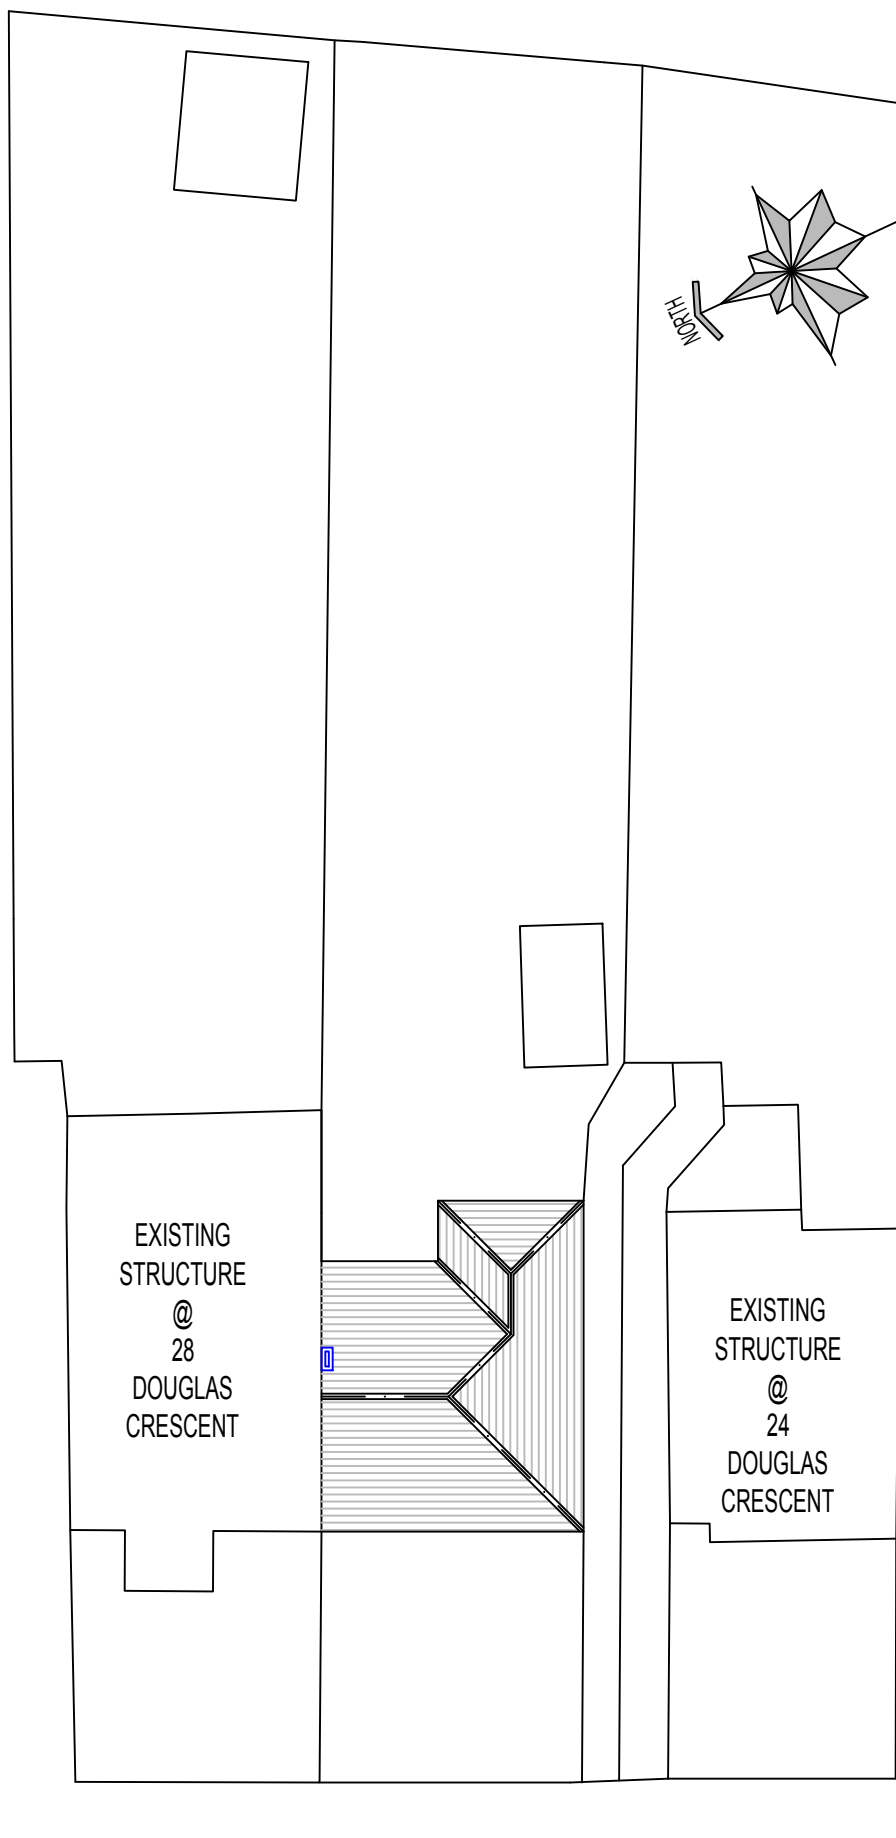 NORTH
EXISTING
STRUCTURE
@
28
DOUGLAS
CRESCENT
EXISTING
STRUCTURE
@
24
DOUGLAS
CRESCENT